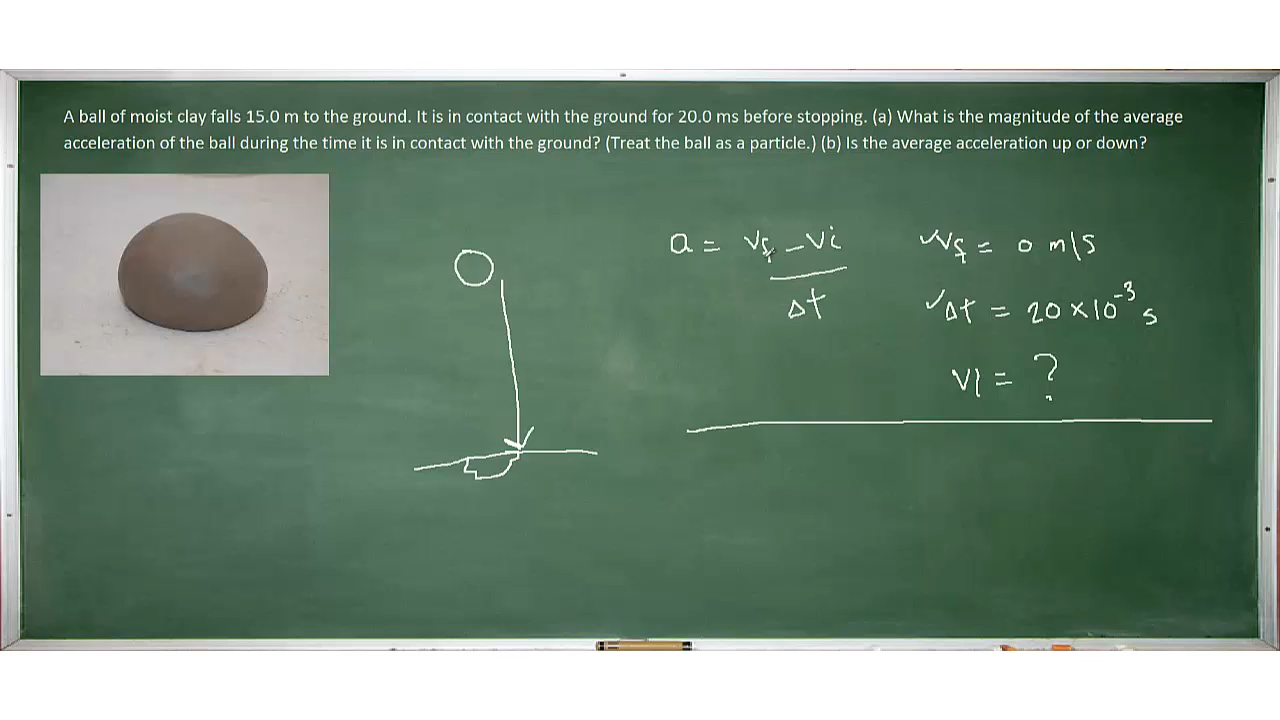 A ball of moist clay falls 15.0 m to the ground. It is in contact with the ground for 20.0 ms before stopping. (a) What is the magnitude of the average
acceleration of the ball during the time it is in contact with the ground? (Treat the ball as a particle.) (b) Is the average acceleration up or down?
a = vf - vi
Δt
✓vf = 0 m/s
✓Δt = 20 × 10⁻³ s
vi = ?